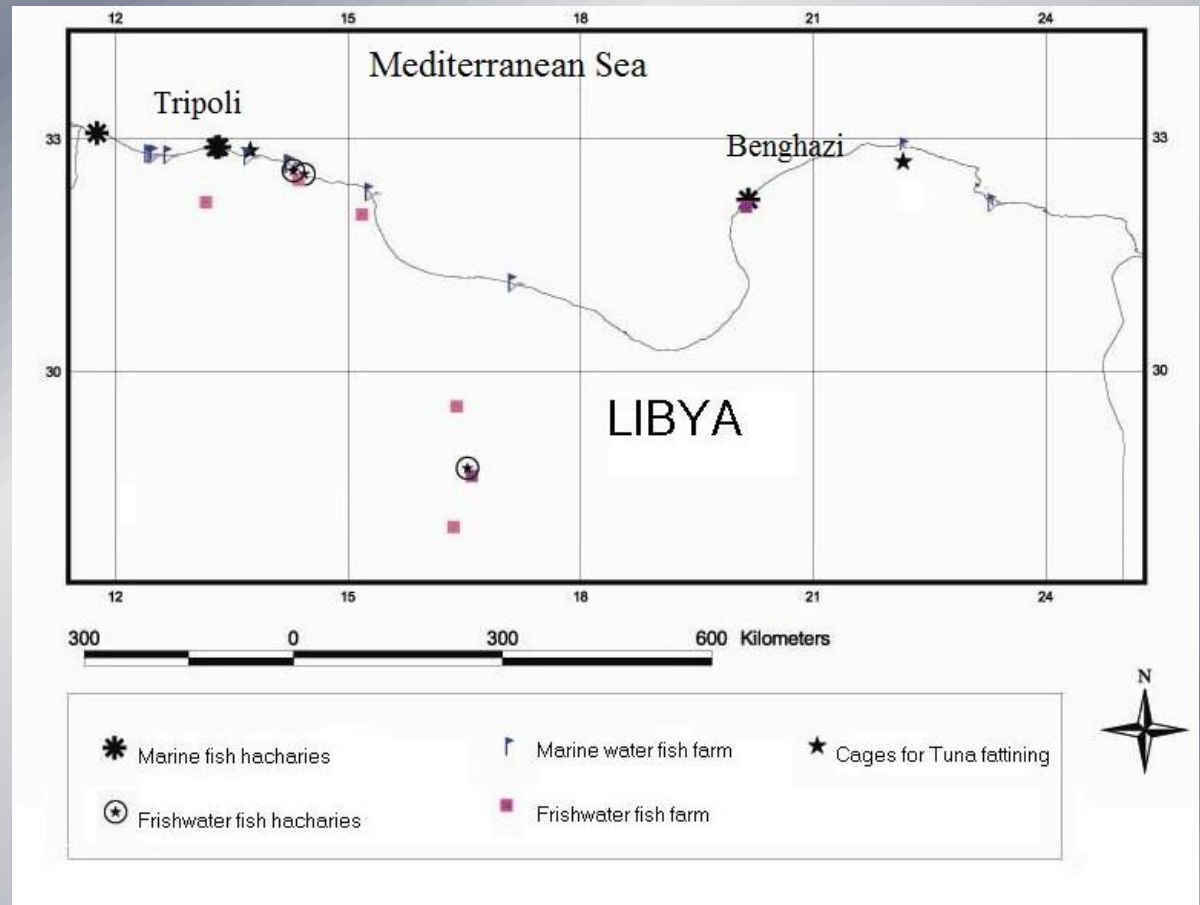 12 15 18 21 24
Mediterranean Sea
Tripoli
33 33
Benghazi
30 30
LIBYA
12 15 18 21 24
300 0 300 600 Kilometers
N
Marine fish hacharies
Marine water fish farm
Cages for Tuna fattining
Frishwater fish hacharies
Frishwater fish farm